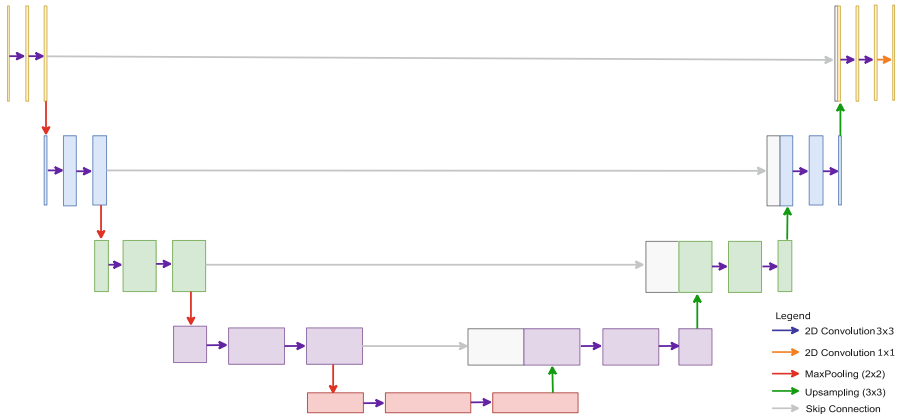 Legend
2D Convolution 3x3
2D Convolution 1x1
MaxPooling (2x2)
Upsampling (3x3)
Skip Connection